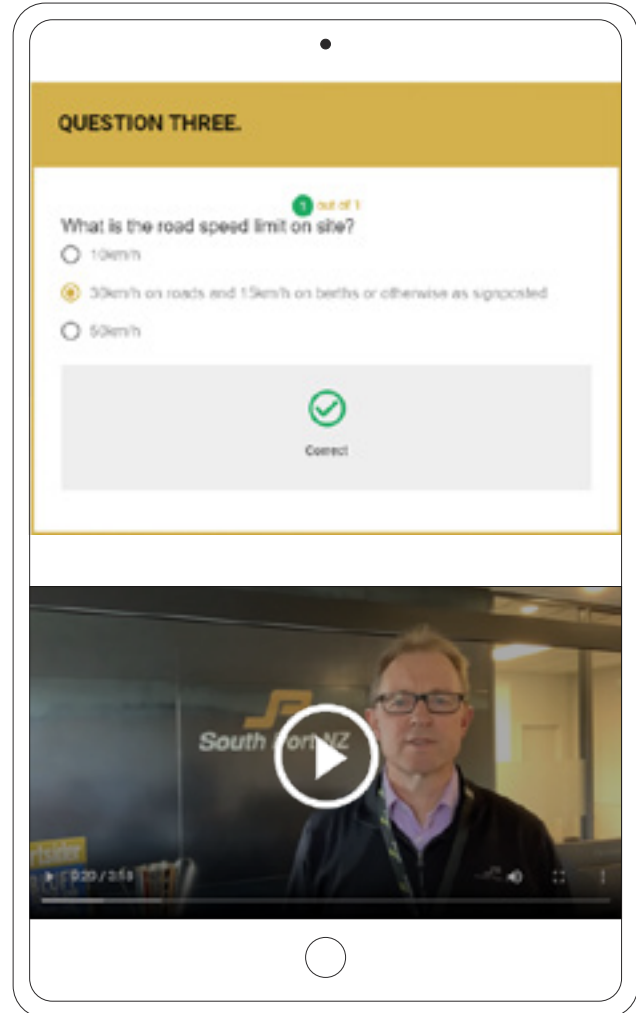 QUESTION THREE.
1 out of 1
What is the road speed limit on site?
10km/h
30km/h on roads and 15km/h on berths or otherwise as signposted
50km/h
Correct
South Port NZ
0:20 / 3:58